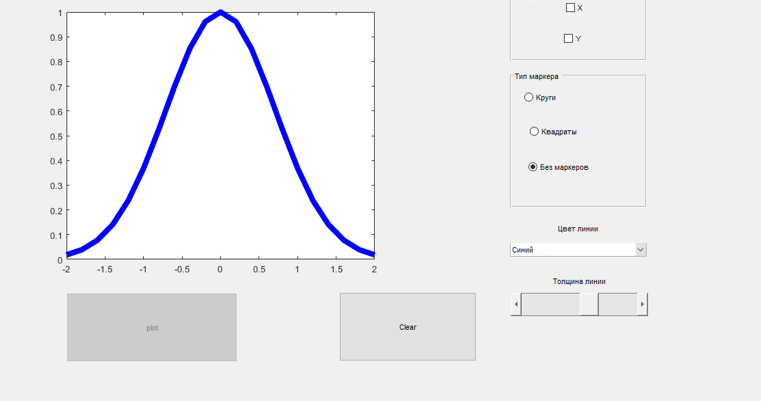 1
0.9
0.8
0.7
0.6
0.5
0.4
0.3
0.2
0.1
0
-2 -1.5 -1 -0.5 0 0.5 1 1.5 2
plot
Clear
X
Y
Тип маркера
Круги
Квадраты
Без маркеров
Цвет линии
Синий
Толщина линии